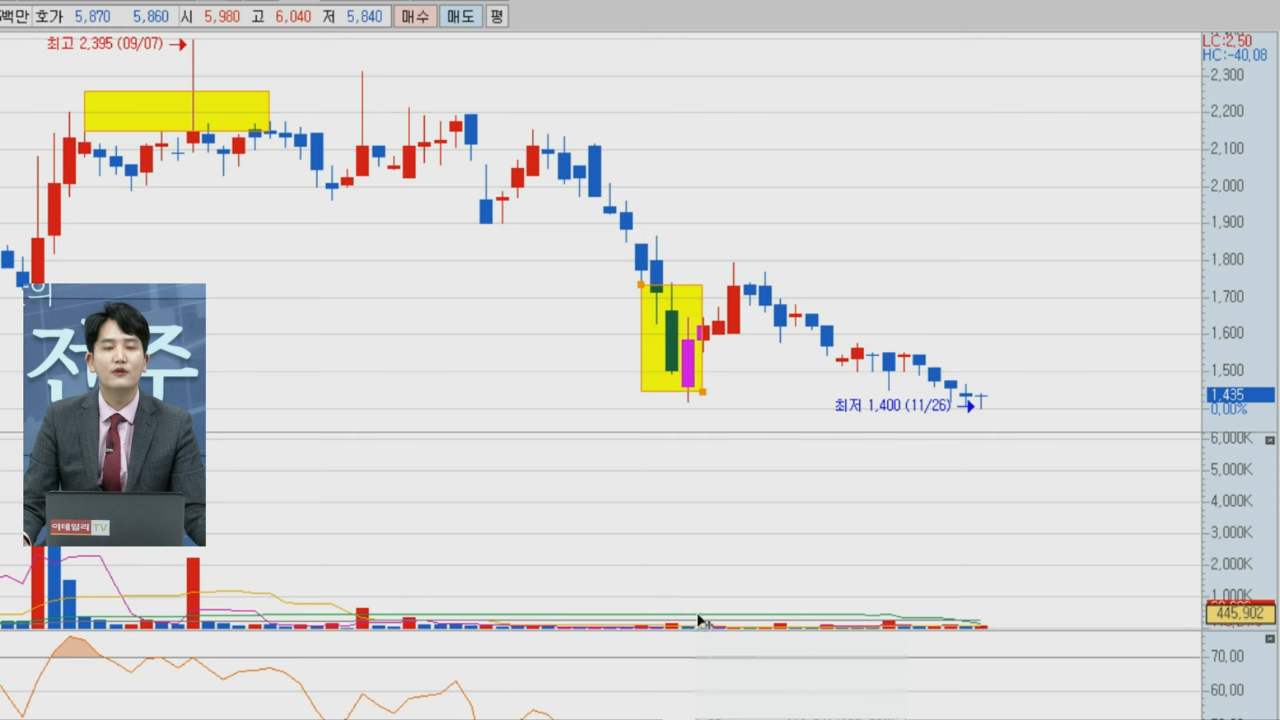 백만 호가 5,870 5,860 시 5,980 고 6,040 저 5,840 매수 매도 평
최고 2,395 (09/07)
LC:2,50
HC:-40,08
2,300
2,200
2,100
2,000
1,900
1,800
1,700
1,600
1,500
1,435
0,00%
최저 1,400 (11/26)
의
전 주
이데일리 TV
6,000K
5,000K
4,000K
3,000K
2,000K
1,000K
445,902
70,00
60,00